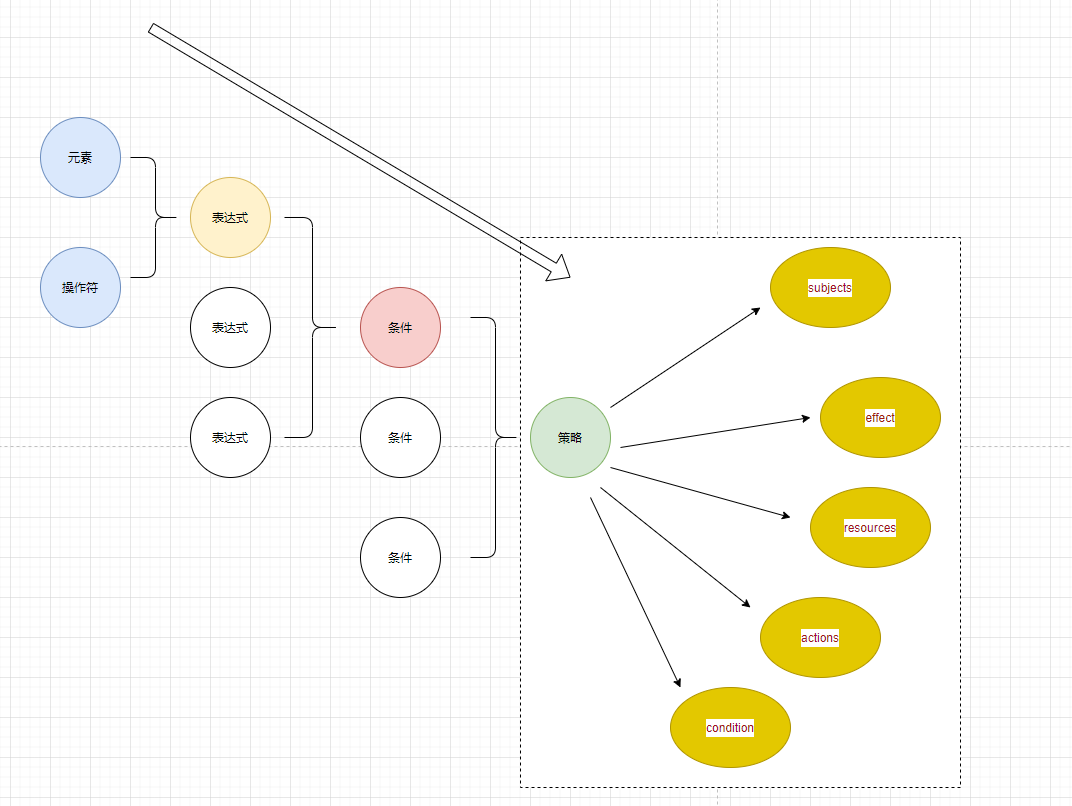 元素
操作符
表达式
表达式
表达式
条件
条件
条件
策略
subjects
effect
resources
actions
condition